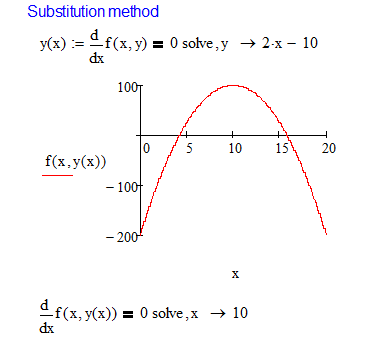 Substitution method
y(x) := d/dx f(x, y) = 0 solve, y → 2·x − 10
100
0 5 10 15 20
f(x, y(x))
−100
−200
x
d/dx f(x, y(x)) = 0 solve, x → 10